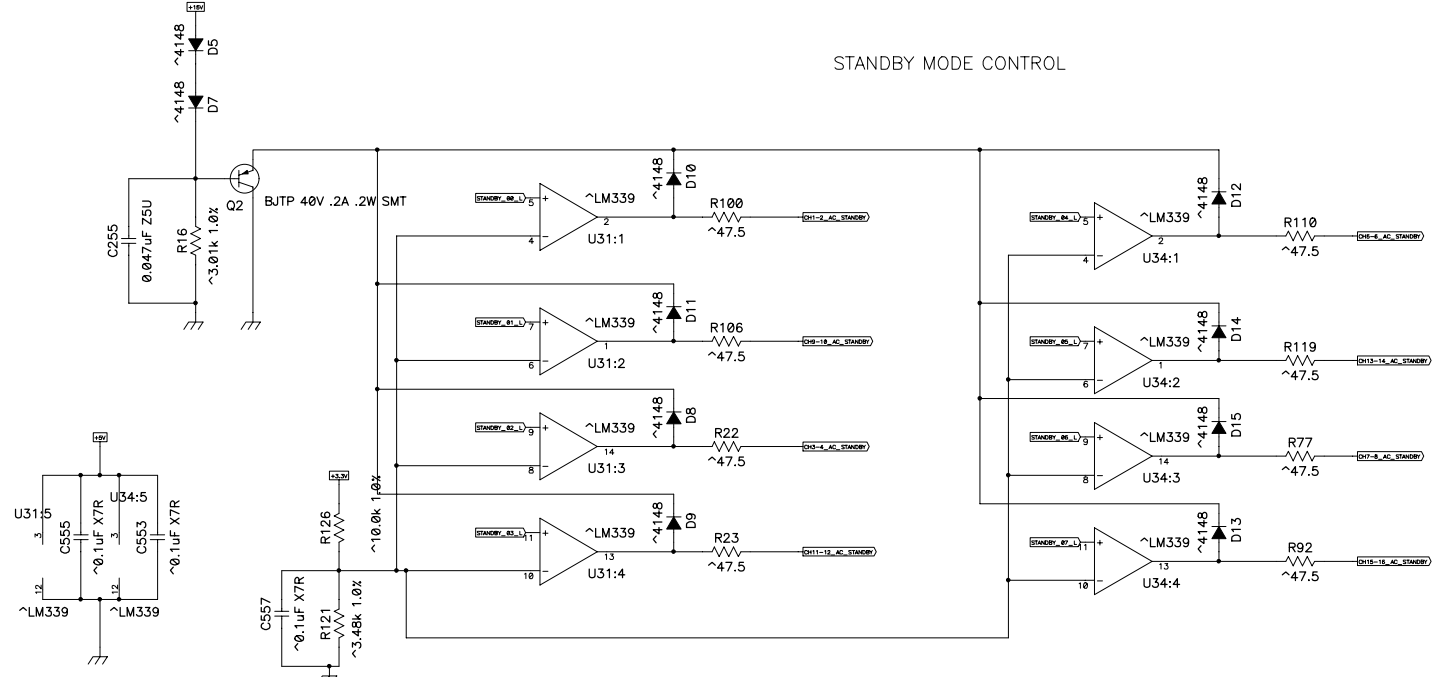 STANDBY MODE CONTROL
+15V
^4148
D5
^4148
D7
Q2
BJTP 40V .2A .2W SMT
C255
0.047uF Z5U
R16
^3.01k 1.0%
STANDBY_00_L
5
4
2
^LM339
U31:1
^4148
D10
R100
^47.5
CH1-2_AC_STANDBY
STANDBY_01_L
7
6
1
^LM339
U31:2
^4148
D11
R106
^47.5
CH9-10_AC_STANDBY
STANDBY_02_L
9
8
14
^LM339
U31:3
^4148
D8
R22
^47.5
CH3-4_AC_STANDBY
STANDBY_03_L
11
10
13
^LM339
U31:4
^4148
D9
R23
^47.5
CH11-12_AC_STANDBY
STANDBY_04_L
5
4
2
^LM339
U34:1
^4148
D12
R110
^47.5
CH5-6_AC_STANDBY
STANDBY_05_L
7
6
1
^LM339
U34:2
^4148
D14
R119
^47.5
CH13-14_AC_STANDBY
STANDBY_06_L
9
8
14
^LM339
U34:3
^4148
D15
R77
^47.5
CH7-8_AC_STANDBY
STANDBY_07_L
11
10
13
^LM339
U34:4
^4148
D13
R92
^47.5
CH15-16_AC_STANDBY
+5V
U31:5
3
12
^LM339
C555
^0.1uF X7R
U34:5
3
12
^LM339
C553
^0.1uF X7R
+3.3V
R126
^10.0k 1.0%
C557
^0.1uF X7R
R121
^3.48k 1.0%